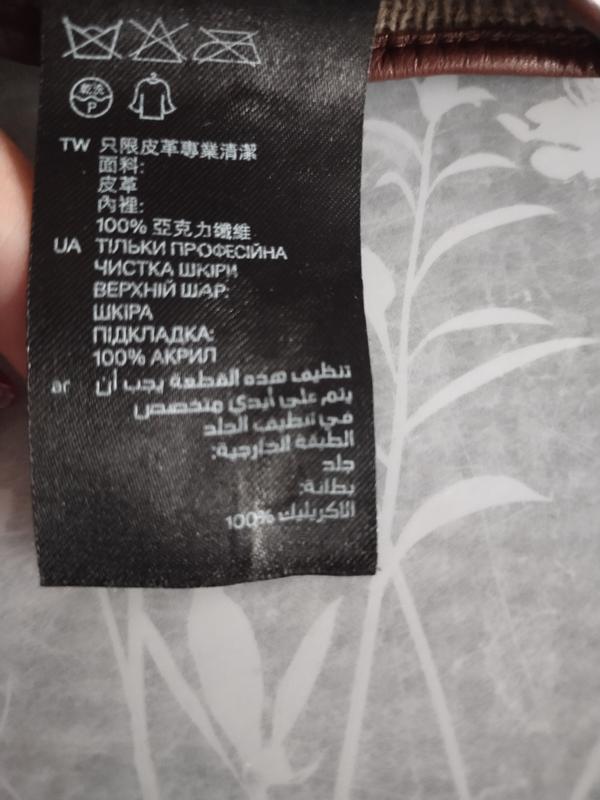 乾洗
P
TW 只限皮革專業清潔
面料:
皮革
內裡:
100% 亞克力纖維
UA ТІЛЬКИ ПРОФЕСІЙНА
ЧИСТКА ШКІРИ
ВЕРХНІЙ ШАР:
ШКІРА
ПІДКЛАДКА:
100% АКРИЛ
ar تنظيف هذه القطعة يجب أن
يتم على أيدي متخصص
في تنظيف الجلد
الطبقة الخارجية:
جلد
بطانة:
الأكريليك %100